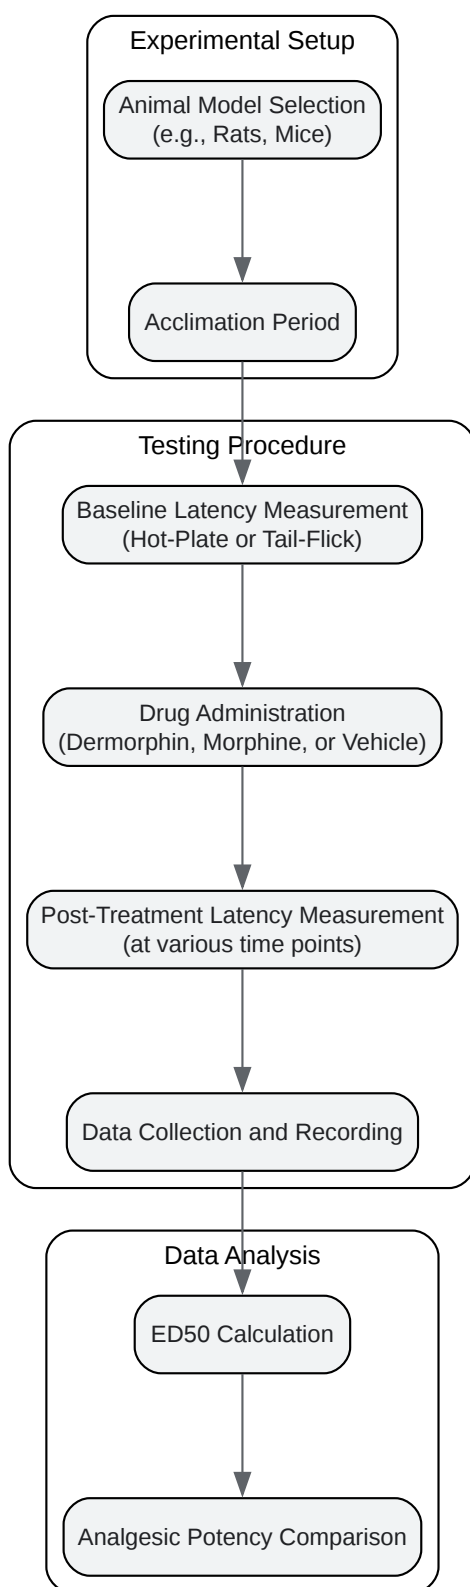 Experimental Setup
Animal Model Selection
(e.g., Rats, Mice)
Acclimation Period
Testing Procedure
Baseline Latency Measurement
(Hot-Plate or Tail-Flick)
Drug Administration
(Dermorphin, Morphine, or Vehicle)
Post-Treatment Latency Measurement
(at various time points)
Data Collection and Recording
Data Analysis
ED50 Calculation
Analgesic Potency Comparison